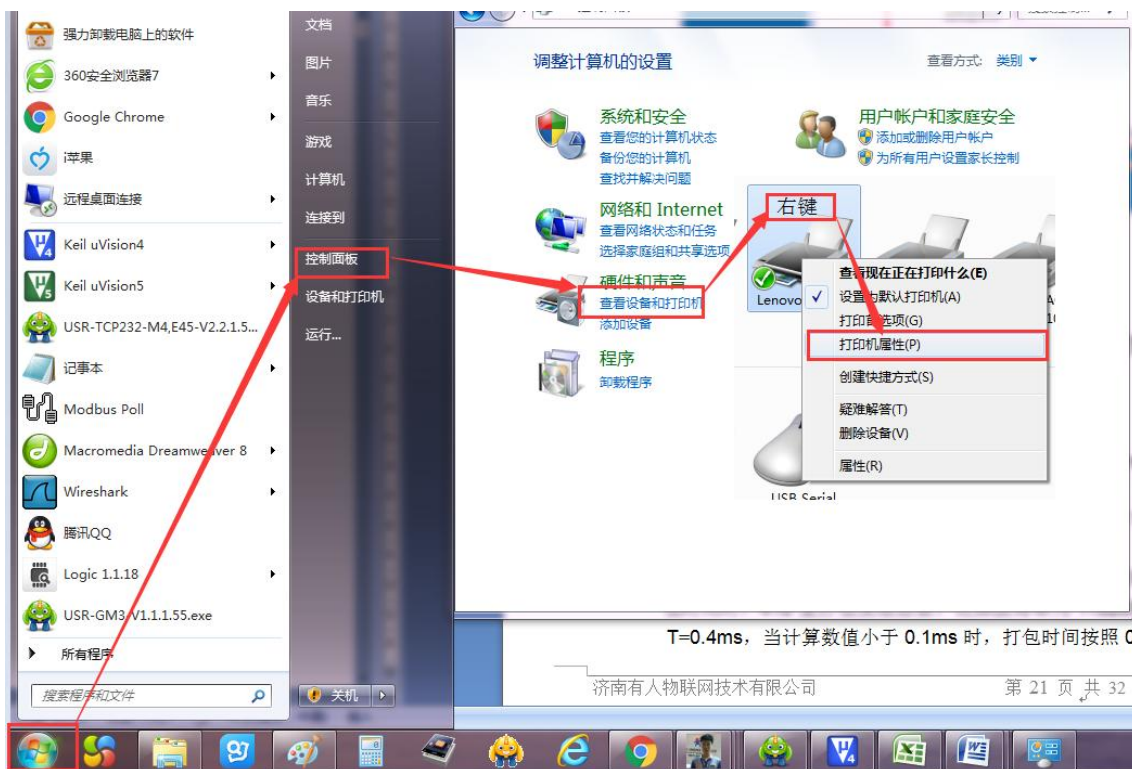 强力卸载电脑上的软件
360安全浏览器7
Google Chrome
i苹果
远程桌面连接
Keil uVision4
Keil uVision5
USR-TCP232-M4,E45-V2.2.1.5...
记事本
Modbus Poll
Macromedia Dreamweaver 8
Wireshark
腾讯QQ
Logic 1.1.18
USR-GM3-V1.1.1.55.exe
所有程序
搜索程序和文件
文档
图片
音乐
游戏
计算机
连接到
控制面板
设备和打印机
运行...
关机
调整计算机的设置
查看方式: 类别
系统和安全
查看您的计算机状态
备份您的计算机
查找并解决问题
网络和 Internet
查看网络状态和任务
选择家庭组和共享选项
硬件和声音
查看设备和打印机
添加设备
程序
卸载程序
用户帐户和家庭安全
添加或删除用户帐户
为所有用户设置家长控制
右键
Lenovo
查看现在正在打印什么(E)
设置为默认打印机(A)
打印首选项(G)
打印机属性(P)
创建快捷方式(S)
疑难解答(T)
删除设备(V)
属性(R)
USB Serial
T=0.4ms，当计算数值小于 0.1ms 时，打包时间按照 0
济南有人物联网技术有限公司
第 21 页 共 32